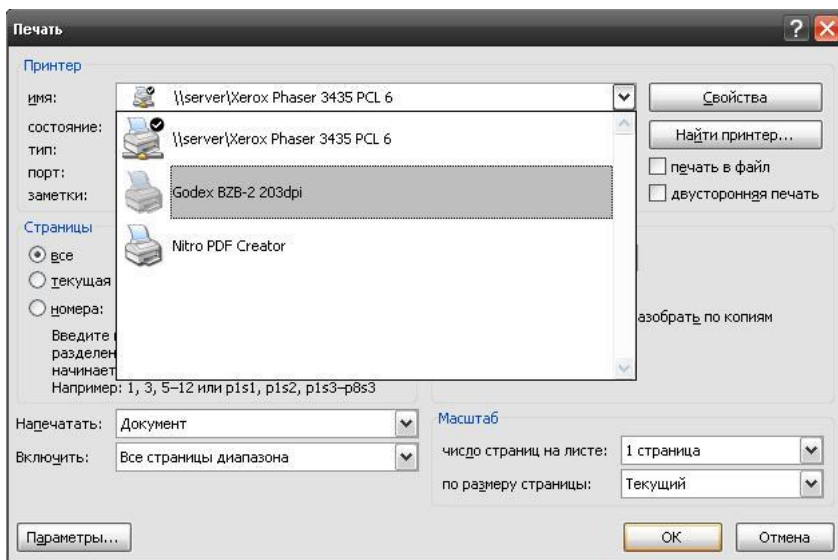 Печать
Принтер
имя: \\server\Xerox Phaser 3435 PCL 6 Свойства
состояние: \\server\Xerox Phaser 3435 PCL 6 Найти принтер...
тип:
порт: Godex BZB-2 203dpi печать в файл
заметки: двусторонняя печать
Страницы
все Nitro PDF Creator
текущая
номера: азобрать по копиям
Введите
разделен
начинает
Например: 1, 3, 5–12 или p1s1, p1s2, p1s3–p8s3
Напечатать: Документ
Включить: Все страницы диапазона
Масштаб
число страниц на листе: 1 страница
по размеру страницы: Текущий
Параметры... ОК Отмена